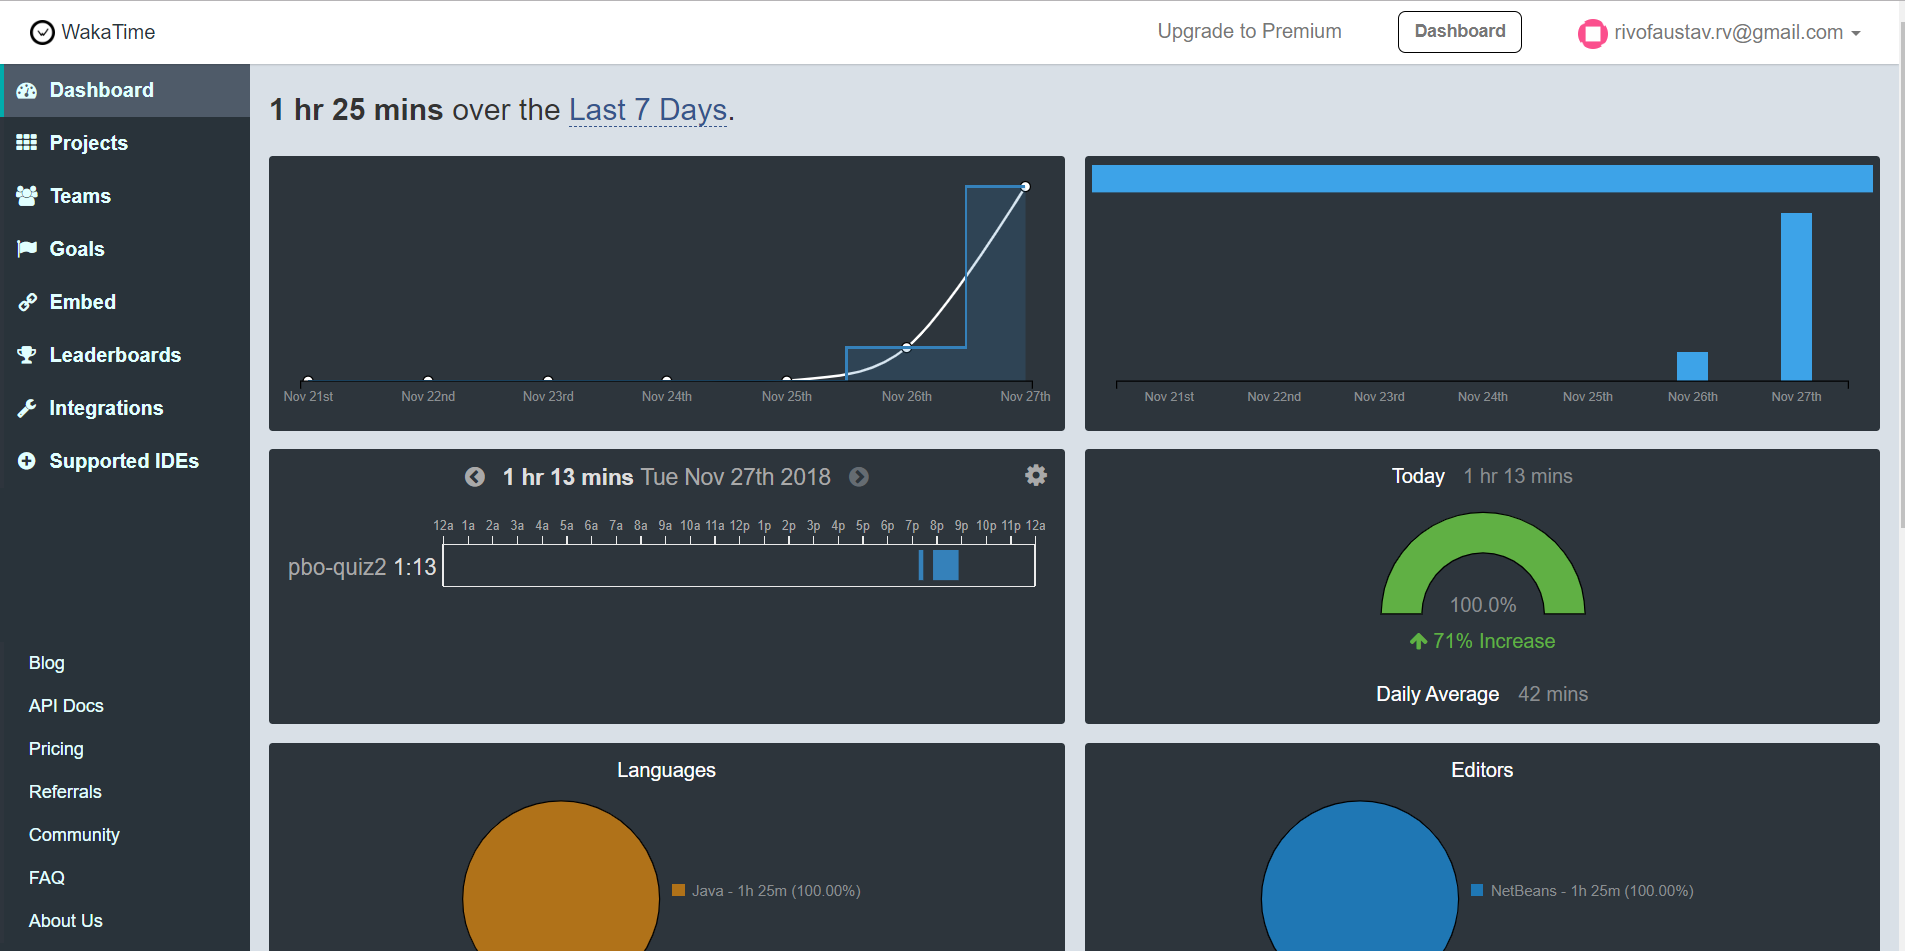 WakaTime
Upgrade to Premium
Dashboard
rivofaustav.rv@gmail.com
Dashboard
Projects
Teams
Goals
Embed
Leaderboards
Integrations
Supported IDEs
Blog
API Docs
Pricing
Referrals
Community
FAQ
About Us
1 hr 25 mins over the Last 7 Days.
Nov 21st Nov 22nd Nov 23rd Nov 24th Nov 25th Nov 26th Nov 27th
Nov 21st Nov 22nd Nov 23rd Nov 24th Nov 25th Nov 26th Nov 27th
1 hr 13 mins Tue Nov 27th 2018
12a 1a 2a 3a 4a 5a 6a 7a 8a 9a 10a 11a 12p 1p 2p 3p 4p 5p 6p 7p 8p 9p 10p 11p 12a
pbo-quiz2 1:13
Today 1 hr 13 mins
100.0%
71% Increase
Daily Average 42 mins
Languages
Java - 1h 25m (100.00%)
Editors
NetBeans - 1h 25m (100.00%)